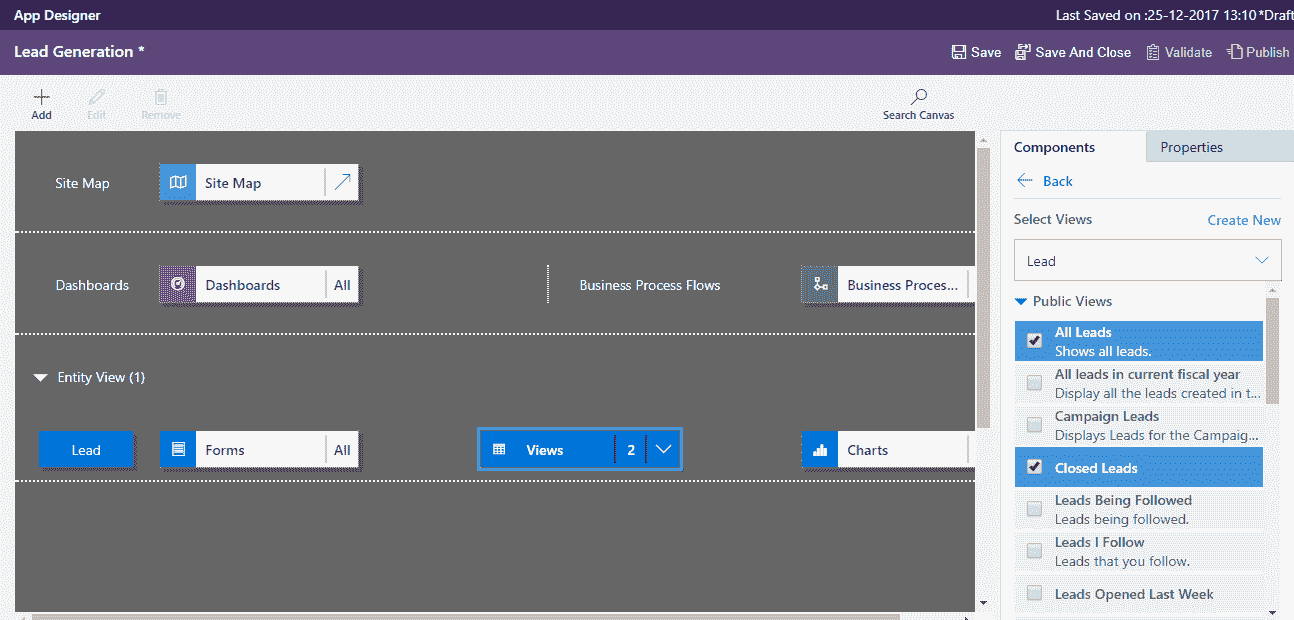 App Designer
Last Saved on :25-12-2017 13:10 *Draft
Lead Generation *
Save
Save And Close
Validate
Publish
Add
Edit
Remove
Search Canvas
Site Map
Site Map
Dashboards
Dashboards
All
Business Process Flows
Business Proces...
Entity View (1)
Lead
Forms
All
Views
2
Charts
Components
Properties
Back
Select Views
Create New
Lead
Public Views
All Leads
Shows all leads.
All leads in current fiscal year
Display all the leads created in t...
Campaign Leads
Displays Leads for the Campaig...
Closed Leads
Leads Being Followed
Leads being followed.
Leads I Follow
Leads that you follow.
Leads Opened Last Week